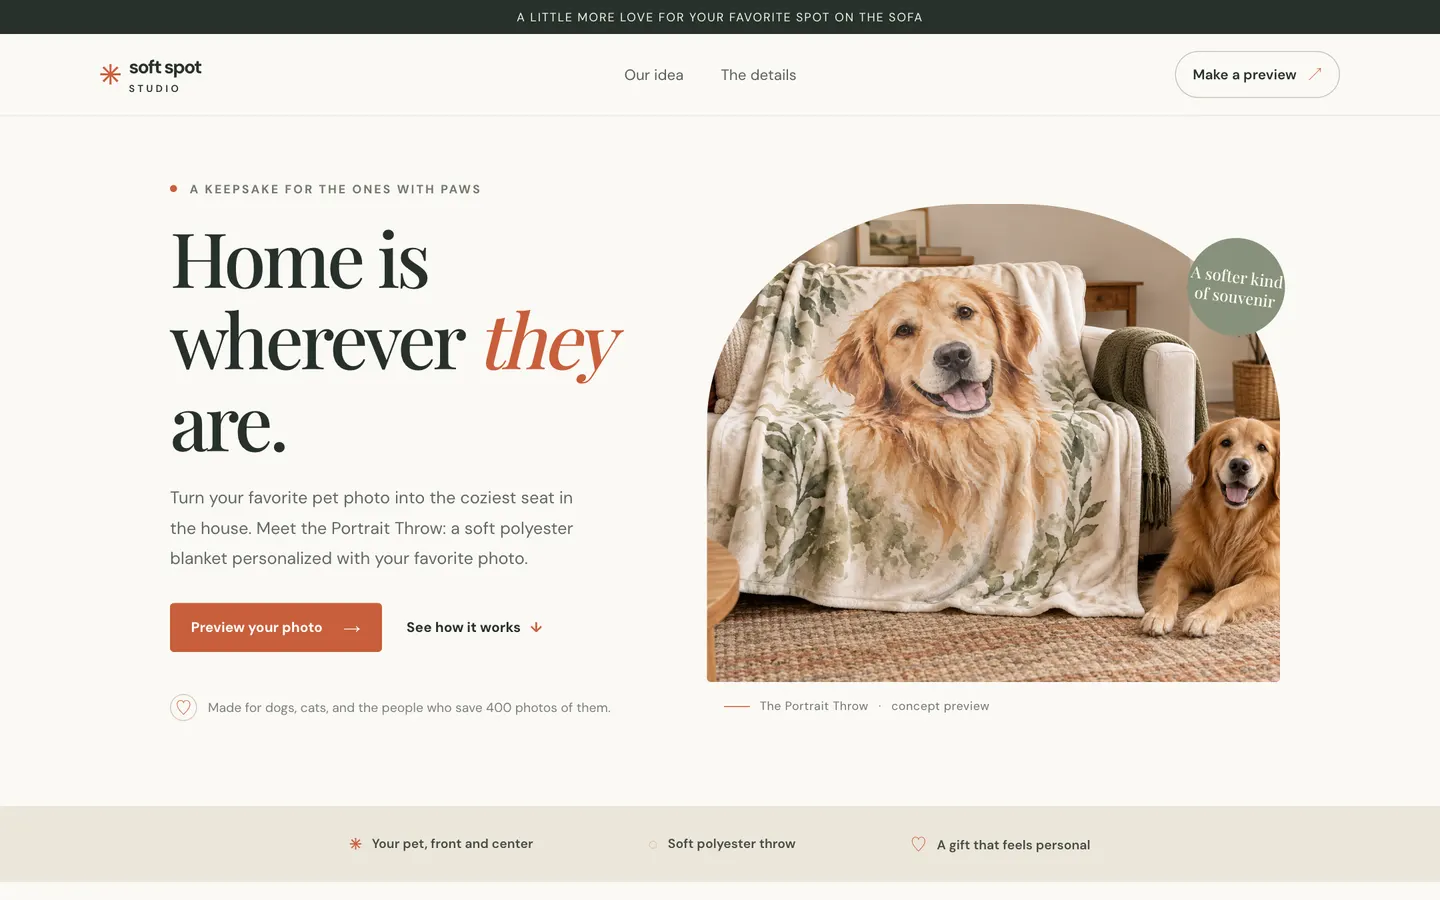 A LITTLE MORE LOVE FOR YOUR FAVORITE SPOT ON THE SOFA
soft spot
STUDIO
Our idea
The details
Make a preview ↗
A KEEPSAKE FOR THE ONES WITH PAWS
Home is
wherever they
are.
Turn your favorite pet photo into the coziest seat in
the house. Meet the Portrait Throw: a soft polyester
blanket personalized with your favorite photo.
Preview your photo →
See how it works ↓
Made for dogs, cats, and the people who save 400 photos of them.
A softer kind
of souvenir
The Portrait Throw · concept preview
Your pet, front and center
Soft polyester throw
A gift that feels personal